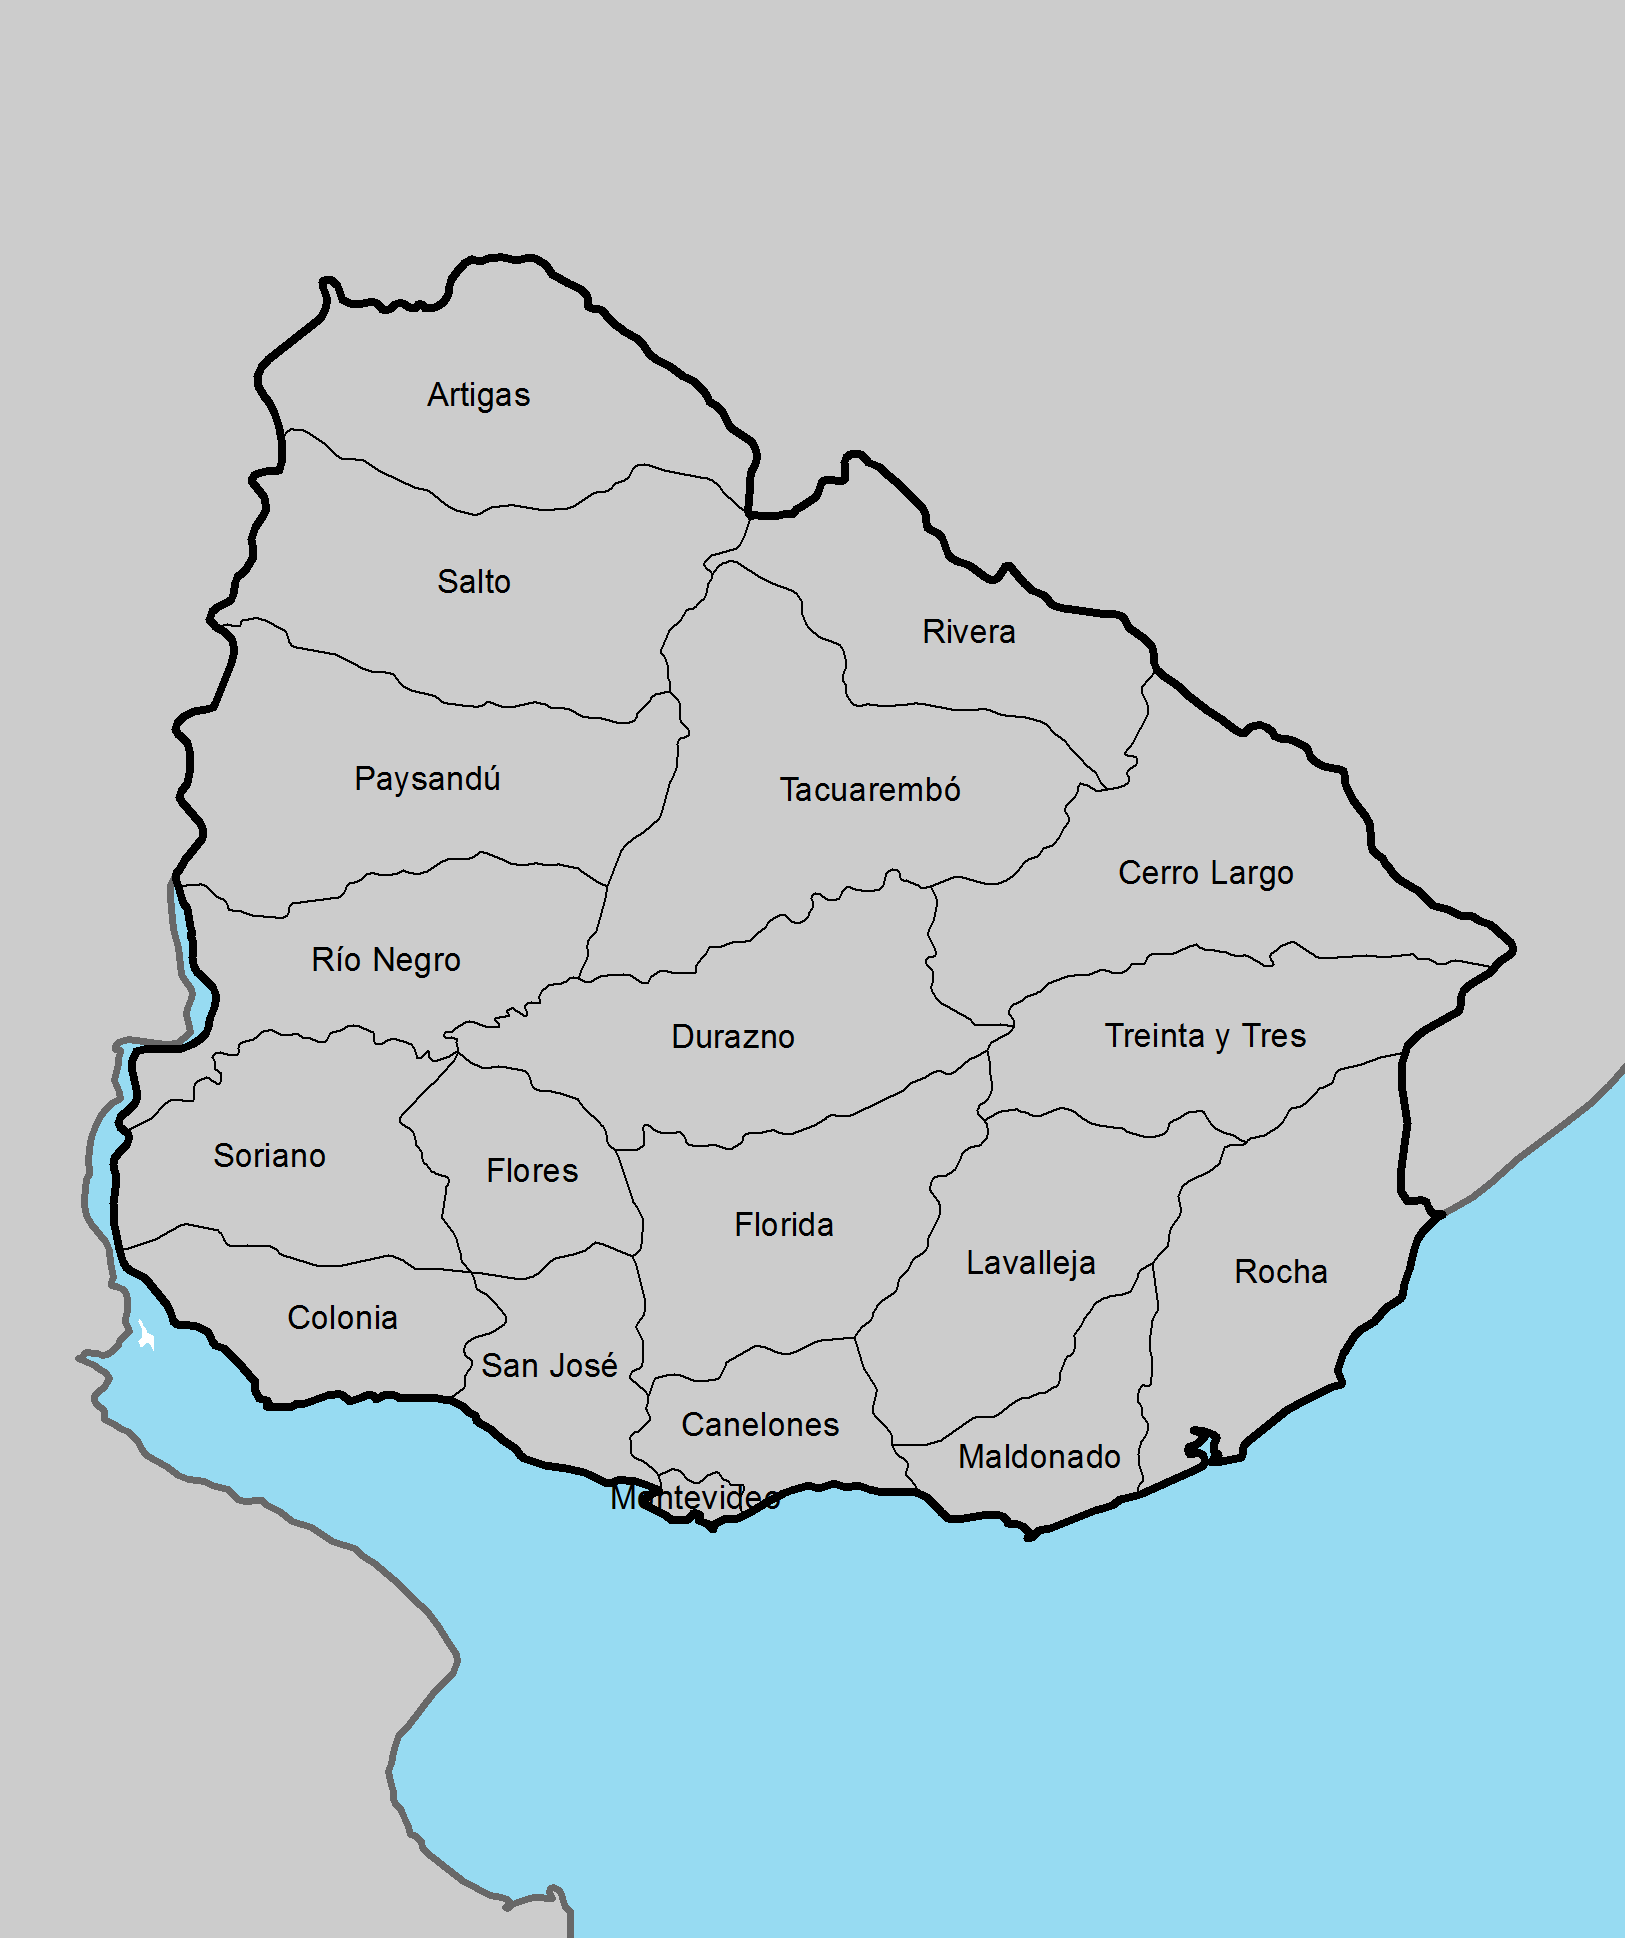 Artigas
Salto
Rivera
Paysandú
Tacuarembó
Cerro Largo
Río Negro
Durazno
Treinta y Tres
Soriano
Flores
Florida
Lavalleja
Rocha
Colonia
San José
Canelones
Maldonado
Montevideo